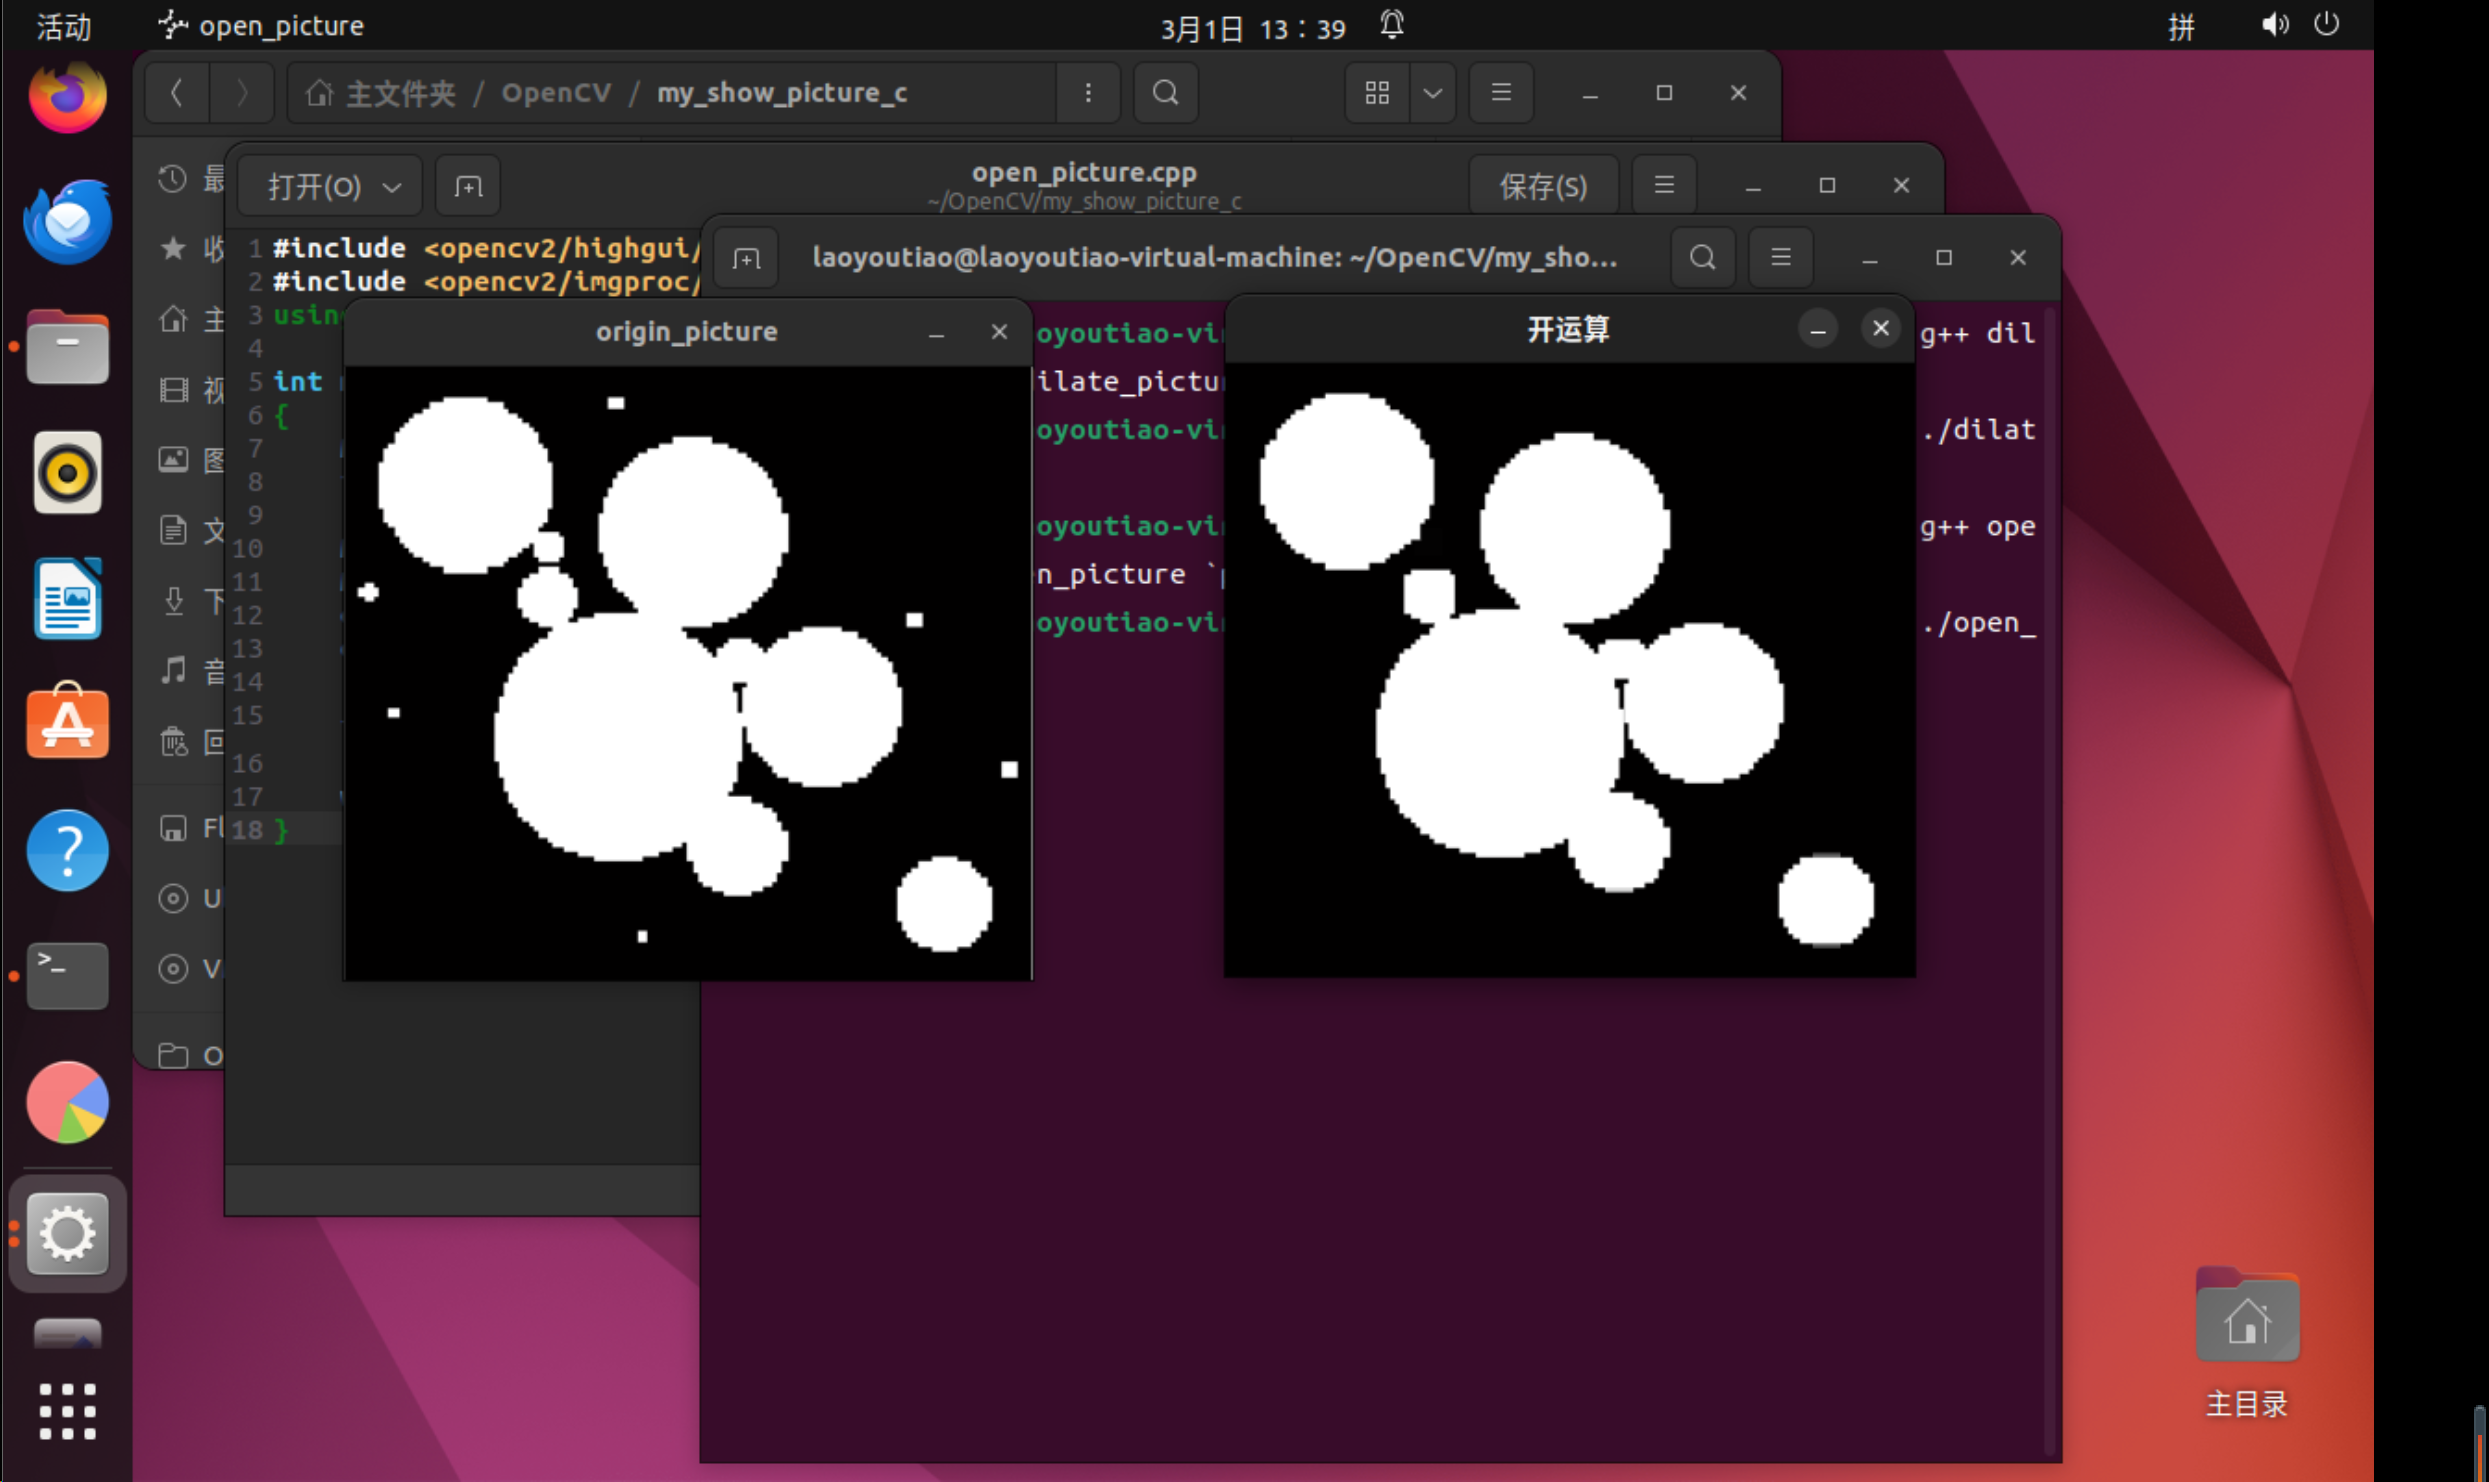 活动
open_picture
3月1日 13：39
拼
主文件夹 / OpenCV / my_show_picture_c
最
收
主
视
图
文
下
音
回
Fl
U
V
O
打开(O)
open_picture.cpp
~/OpenCV/my_show_picture_c
保存(S)
1 #include <opencv2/highgui/
2 #include <opencv2/imgproc/
3 usin
4
5 int
6 {
7
8
9
10
11
12
13
14
15
16
17
18 }
laoyoutiao@laoyoutiao-virtual-machine: ~/OpenCV/my_sho...
oyoutiao-vi g++ dil
ilate_pictu
oyoutiao-vi ./dilat
oyoutiao-vi g++ ope
n_picture `
oyoutiao-vi ./open_
origin_picture
开运算
主目录